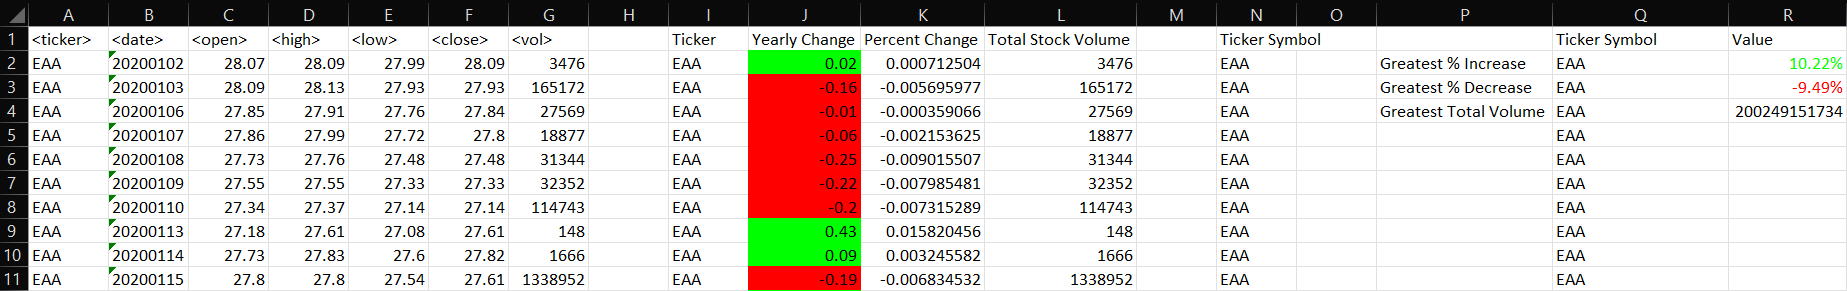 A B C D E F G H I J K L M N O P Q R
1 <ticker> <date> <open> <high> <low> <close> <vol> Ticker Yearly Change Percent Change Total Stock Volume Ticker Symbol Ticker Symbol Value
2 EAA 20200102 28.07 28.09 27.99 28.09 3476 EAA 0.02 0.000712504 3476 EAA Greatest % Increase EAA 10.22%
3 EAA 20200103 28.09 28.13 27.93 27.93 165172 EAA -0.16 -0.005695977 165172 EAA Greatest % Decrease EAA -9.49%
4 EAA 20200106 27.85 27.91 27.76 27.84 27569 EAA -0.01 -0.000359066 27569 EAA Greatest Total Volume EAA 200249151734
5 EAA 20200107 27.86 27.99 27.72 27.8 18877 EAA -0.06 -0.002153625 18877 EAA EAA
6 EAA 20200108 27.73 27.76 27.48 27.48 31344 EAA -0.25 -0.009015507 31344 EAA EAA
7 EAA 20200109 27.55 27.55 27.33 27.33 32352 EAA -0.22 -0.007985481 32352 EAA EAA
8 EAA 20200110 27.34 27.37 27.14 27.14 114743 EAA -0.2 -0.007315289 114743 EAA EAA
9 EAA 20200113 27.18 27.61 27.08 27.61 148 EAA 0.43 0.015820456 148 EAA EAA
10 EAA 20200114 27.73 27.83 27.6 27.82 1666 EAA 0.09 0.003245582 1666 EAA EAA
11 EAA 20200115 27.8 27.8 27.54 27.61 1338952 EAA -0.19 -0.006834532 1338952 EAA EAA